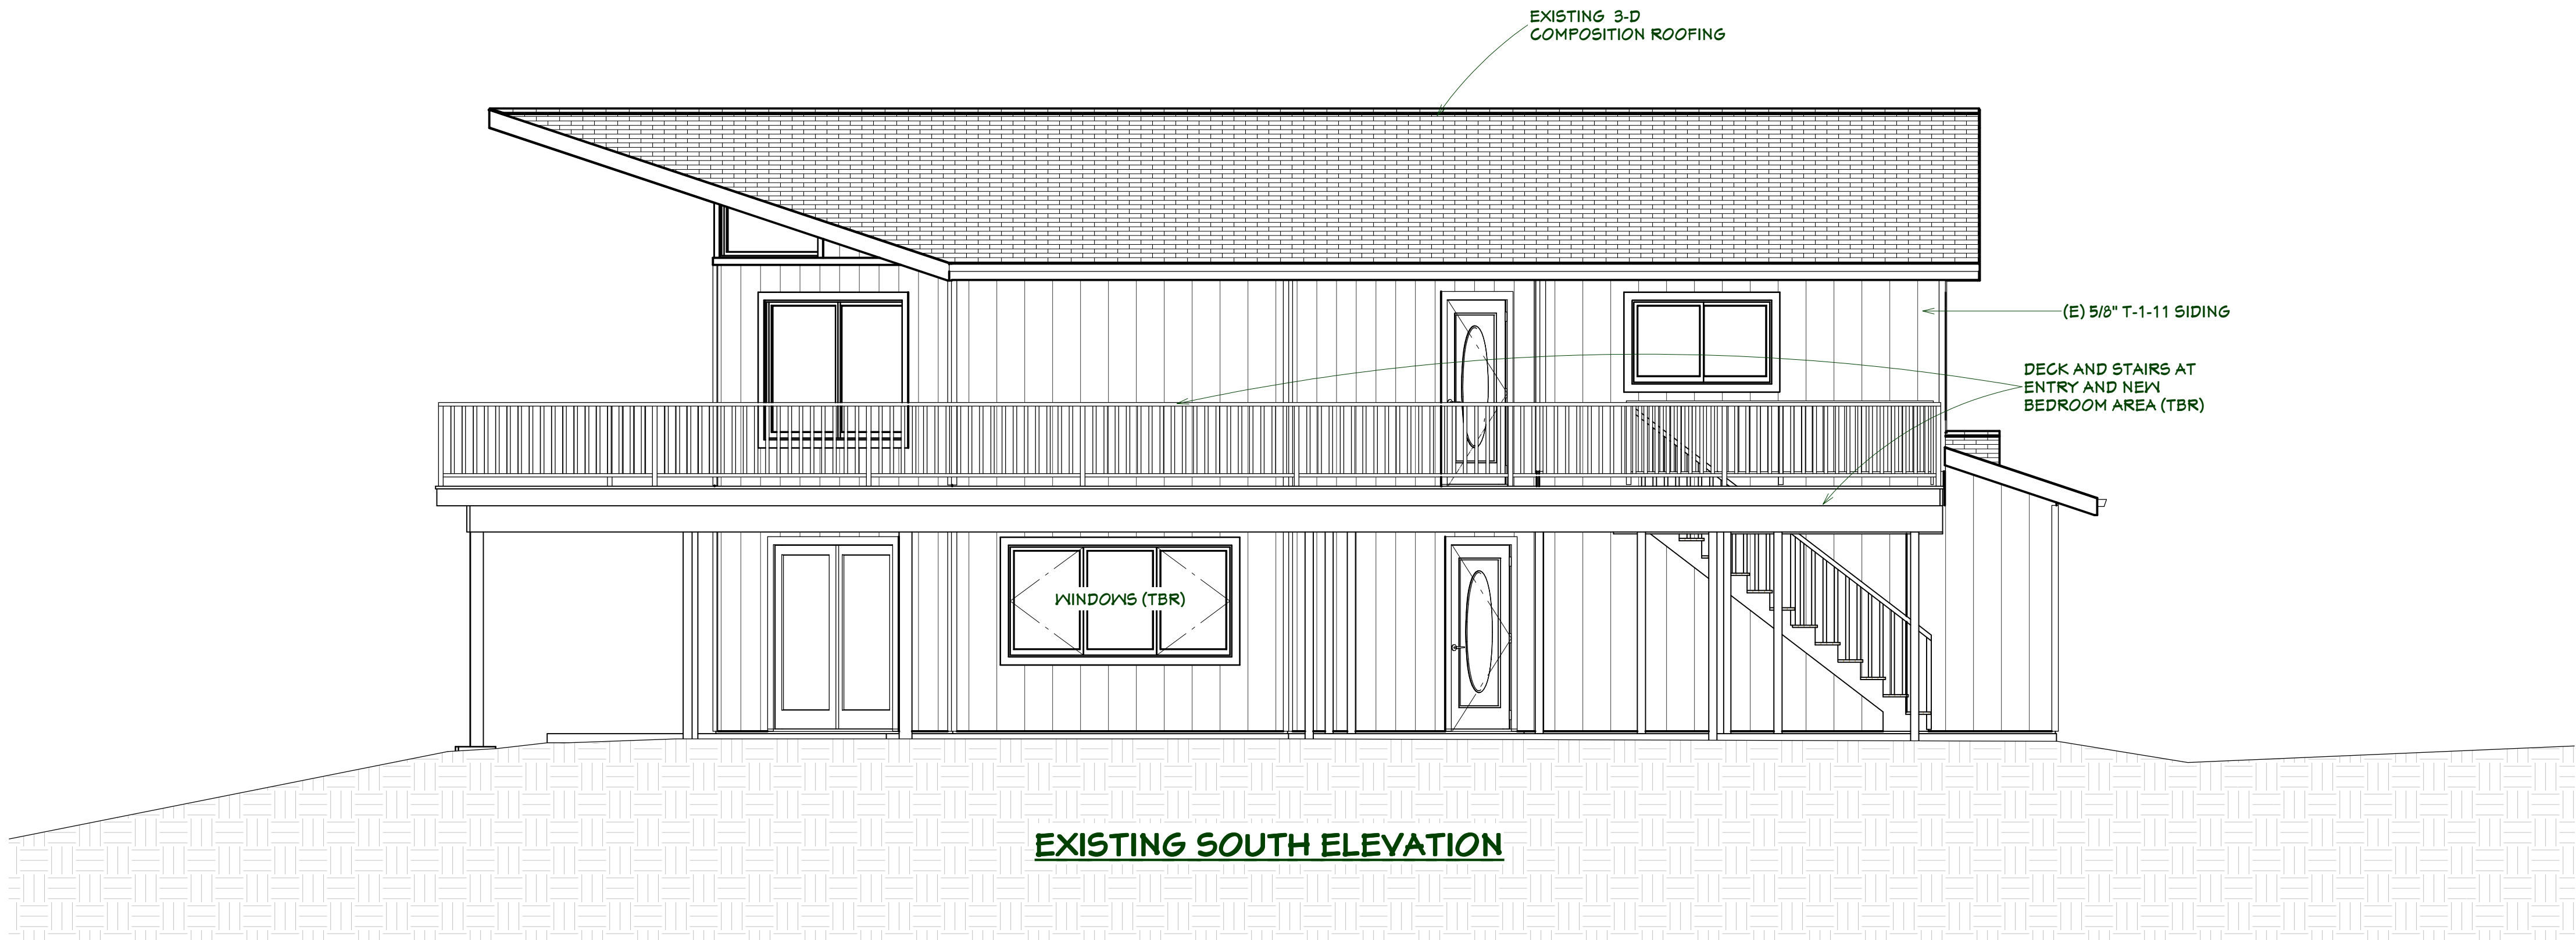 EXISTING 3-D
COMPOSITION ROOFING
(E) 5/8" T-1-11 SIDING
DECK AND STAIRS AT
ENTRY AND NEW
BEDROOM AREA (TBR)
WINDOWS (TBR)
EXISTING SOUTH ELEVATION